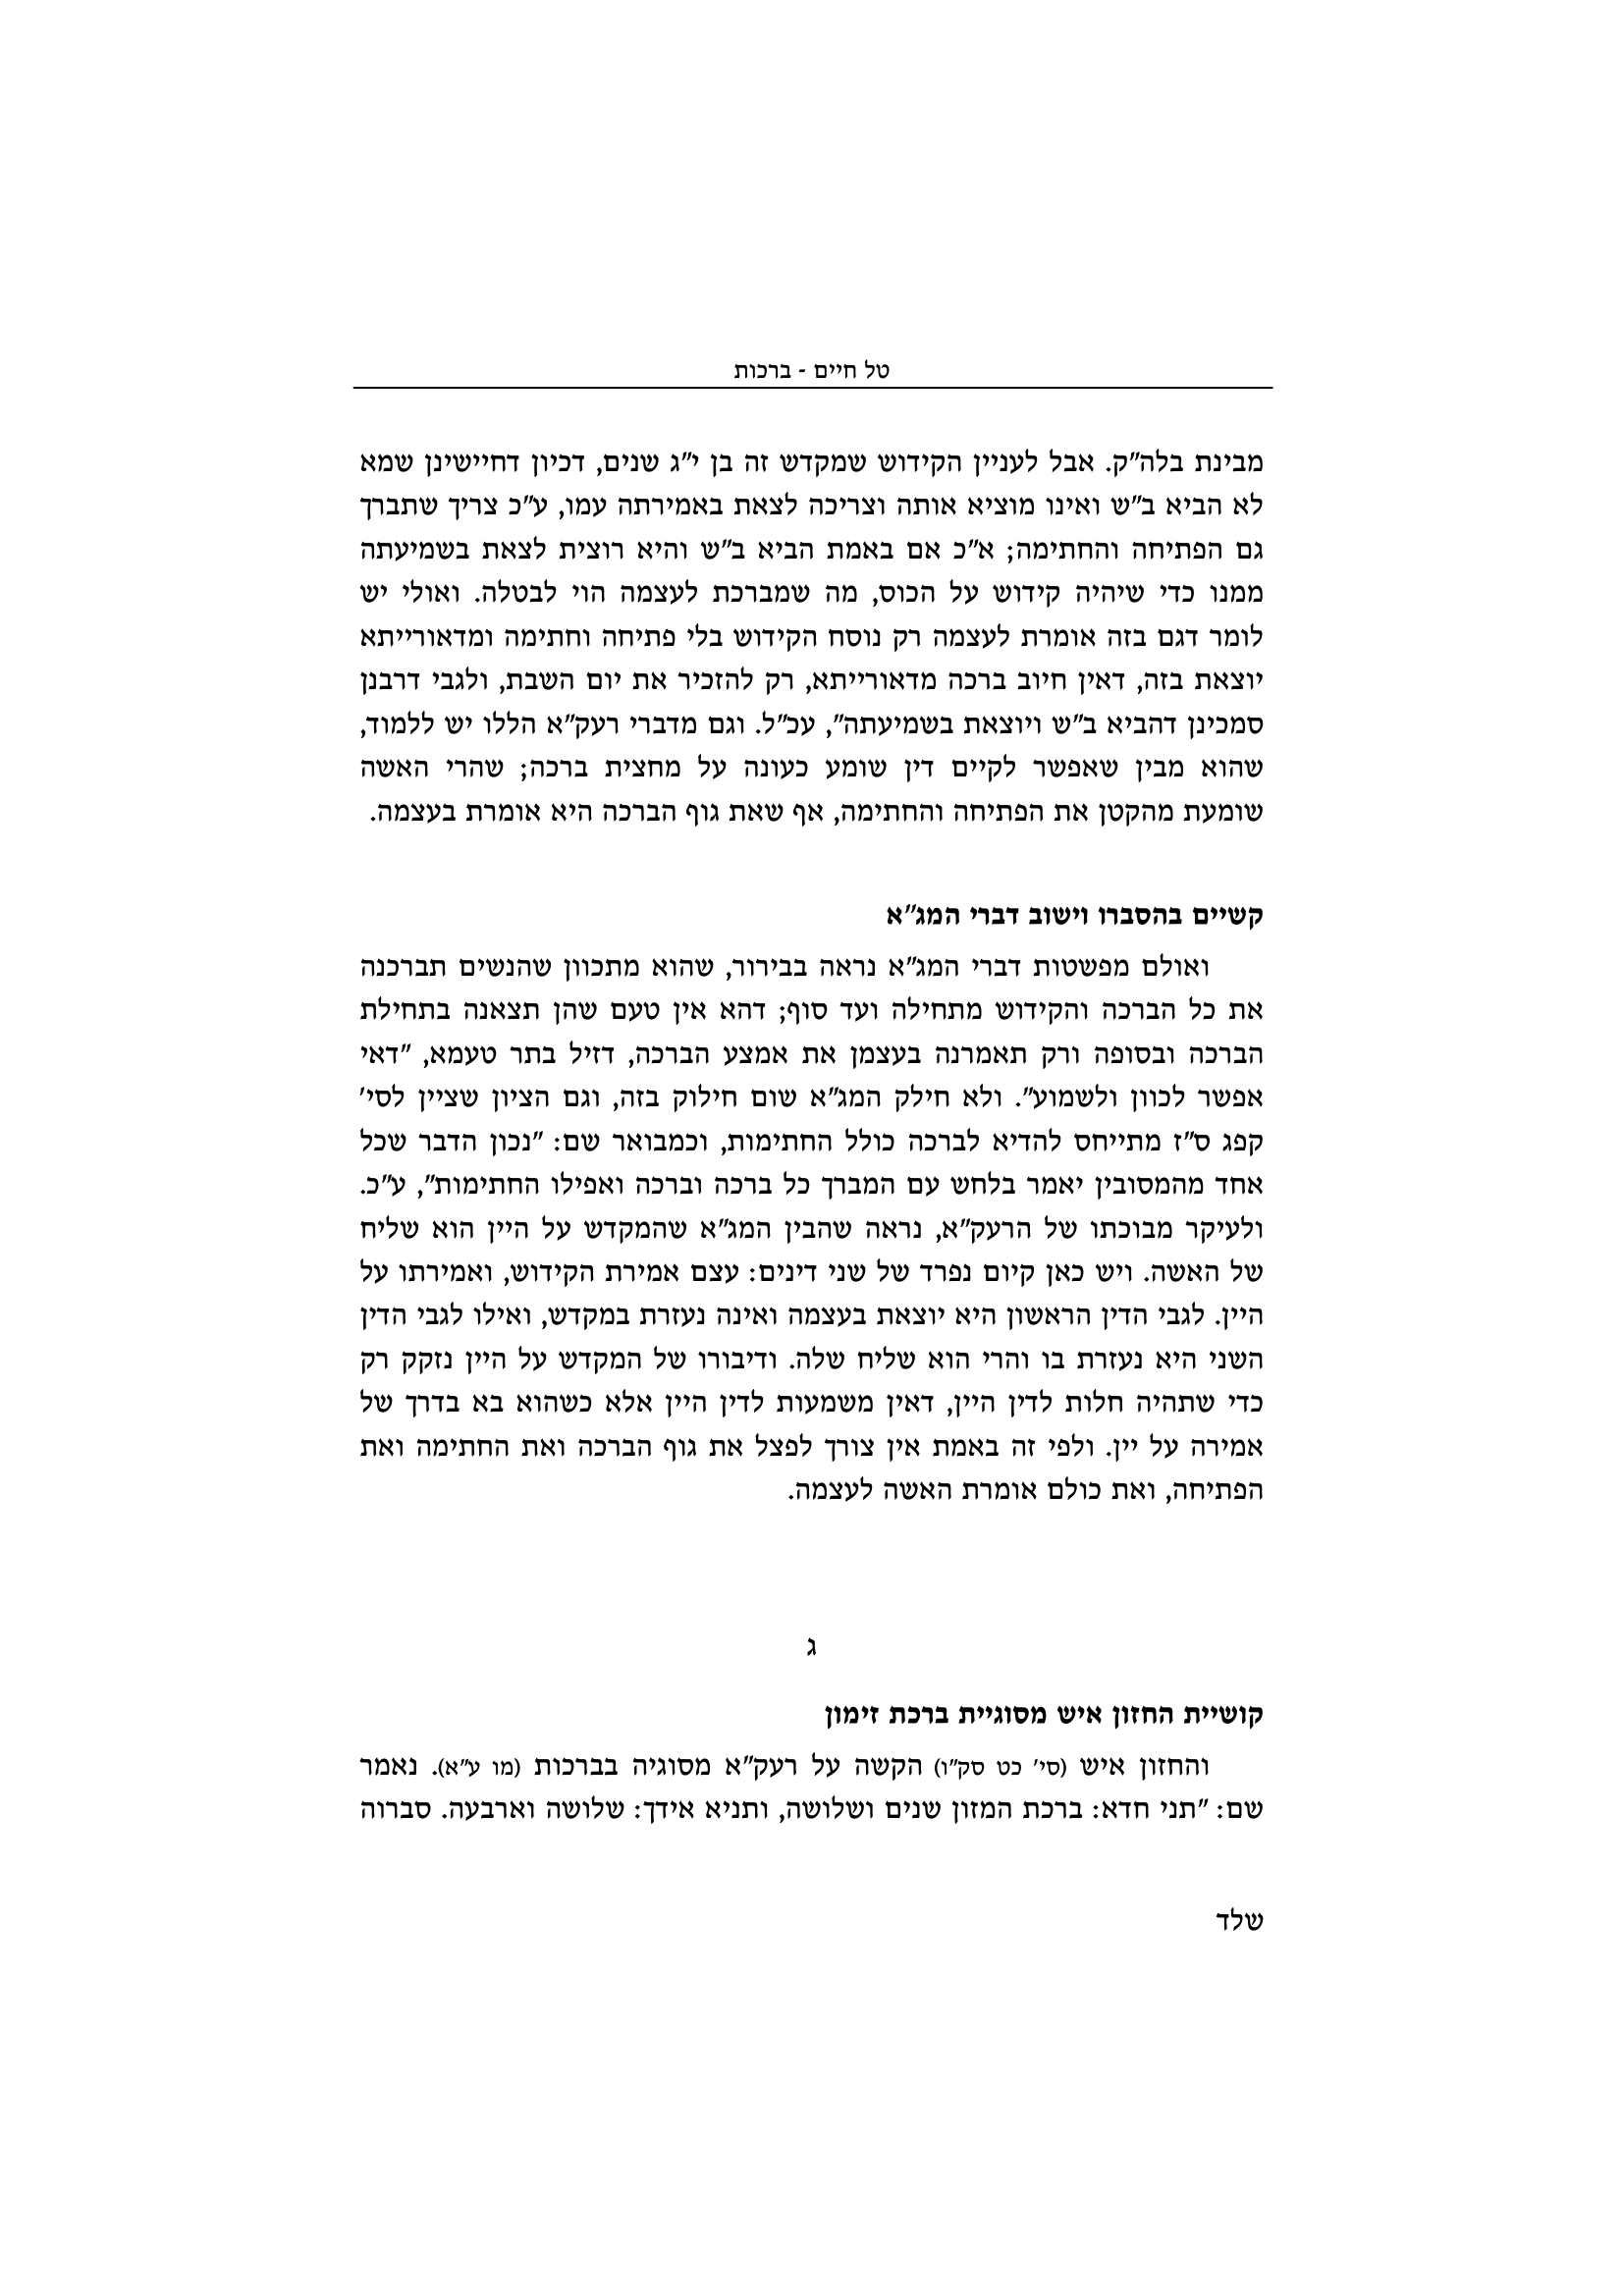 טל חיים - ברכות
מבינת בלה"ק. אבל לעניין הקידוש שמקדש זה בן י"ג שנים, דכיון דחיישינן שמא
לא הביא ב"ש ואינו מוציא אותה וצריכה לצאת באמירתה עמו, ע"כ צריך שתברך
גם הפתיחה והחתימה; א"כ אם באמת הביא ב"ש והיא רוצית לצאת בשמיעתה
ממנו כדי שיהיה קידוש על הכוס, מה שמברכת לעצמה הוי לבטלה. ואולי יש
לומר דגם בזה אומרת לעצמה רק נוסח הקידוש בלי פתיחה וחתימה ומדאורייתא
יוצאת בזה, דאין חיוב ברכה מדאורייתא, רק להזכיר את יום השבת, ולגבי דרבנן
סמכינן דהביא ב"ש ויוצאת בשמיעתה", עכ"ל. וגם מדברי רעק"א הללו יש ללמוד,
שהוא מבין שאפשר לקיים דין שומע כעונה על מחצית ברכה; שהרי האשה
שומעת מהקטן את הפתיחה והחתימה, אף שאת גוף הברכה היא אומרת בעצמה.
קשיים בהסברו וישוב דברי המג"א
ואולם מפשטות דברי המג"א נראה בבירור, שהוא מתכוון שהנשים תברכנה
את כל הברכה והקידוש מתחילה ועד סוף; דהא אין טעם שהן תצאנה בתחילת
הברכה ובסופה ורק תאמרנה בעצמן את אמצע הברכה, דזיל בתר טעמא, "דאי
אפשר לכוון ולשמוע". ולא חילק המג"א שום חילוק בזה, וגם הציון שציין לסי'
קפג ס"ז מתייחס להדיא לברכה כולל החתימות, וכמבואר שם: "נכון הדבר שכל
אחד מהמסובין יאמר בלחש עם המברך כל ברכה וברכה ואפילו החתימות", ע"כ.
ולעיקר מבוכתו של הרעק"א, נראה שהבין המג"א שהמקדש על היין הוא שליח
של האשה. ויש כאן קיום נפרד של שני דינים: עצם אמירת הקידוש, ואמירתו על
היין. לגבי הדין הראשון היא יוצאת בעצמה ואינה נעזרת במקדש, ואילו לגבי הדין
השני היא נעזרת בו והרי הוא שליח שלה. ודיבורו של המקדש על היין נזקק רק
כדי שתהיה חלות לדין היין, דאין משמעות לדין היין אלא כשהוא בא בדרך של
אמירה על יין. ולפי זה באמת אין צורך לפצל את גוף הברכה ואת החתימה ואת
הפתיחה, ואת כולם אומרת האשה לעצמה.
ג
קושיית החזון איש מסוגיית ברכת זימון
והחזון איש (סי' כט סק"ו) הקשה על רעק"א מסוגיה בברכות (מו ע"א). נאמר
שם: "תני חדא: ברכת המזון שנים ושלושה, ותניא אידך: שלושה וארבעה. סברוה
שלד